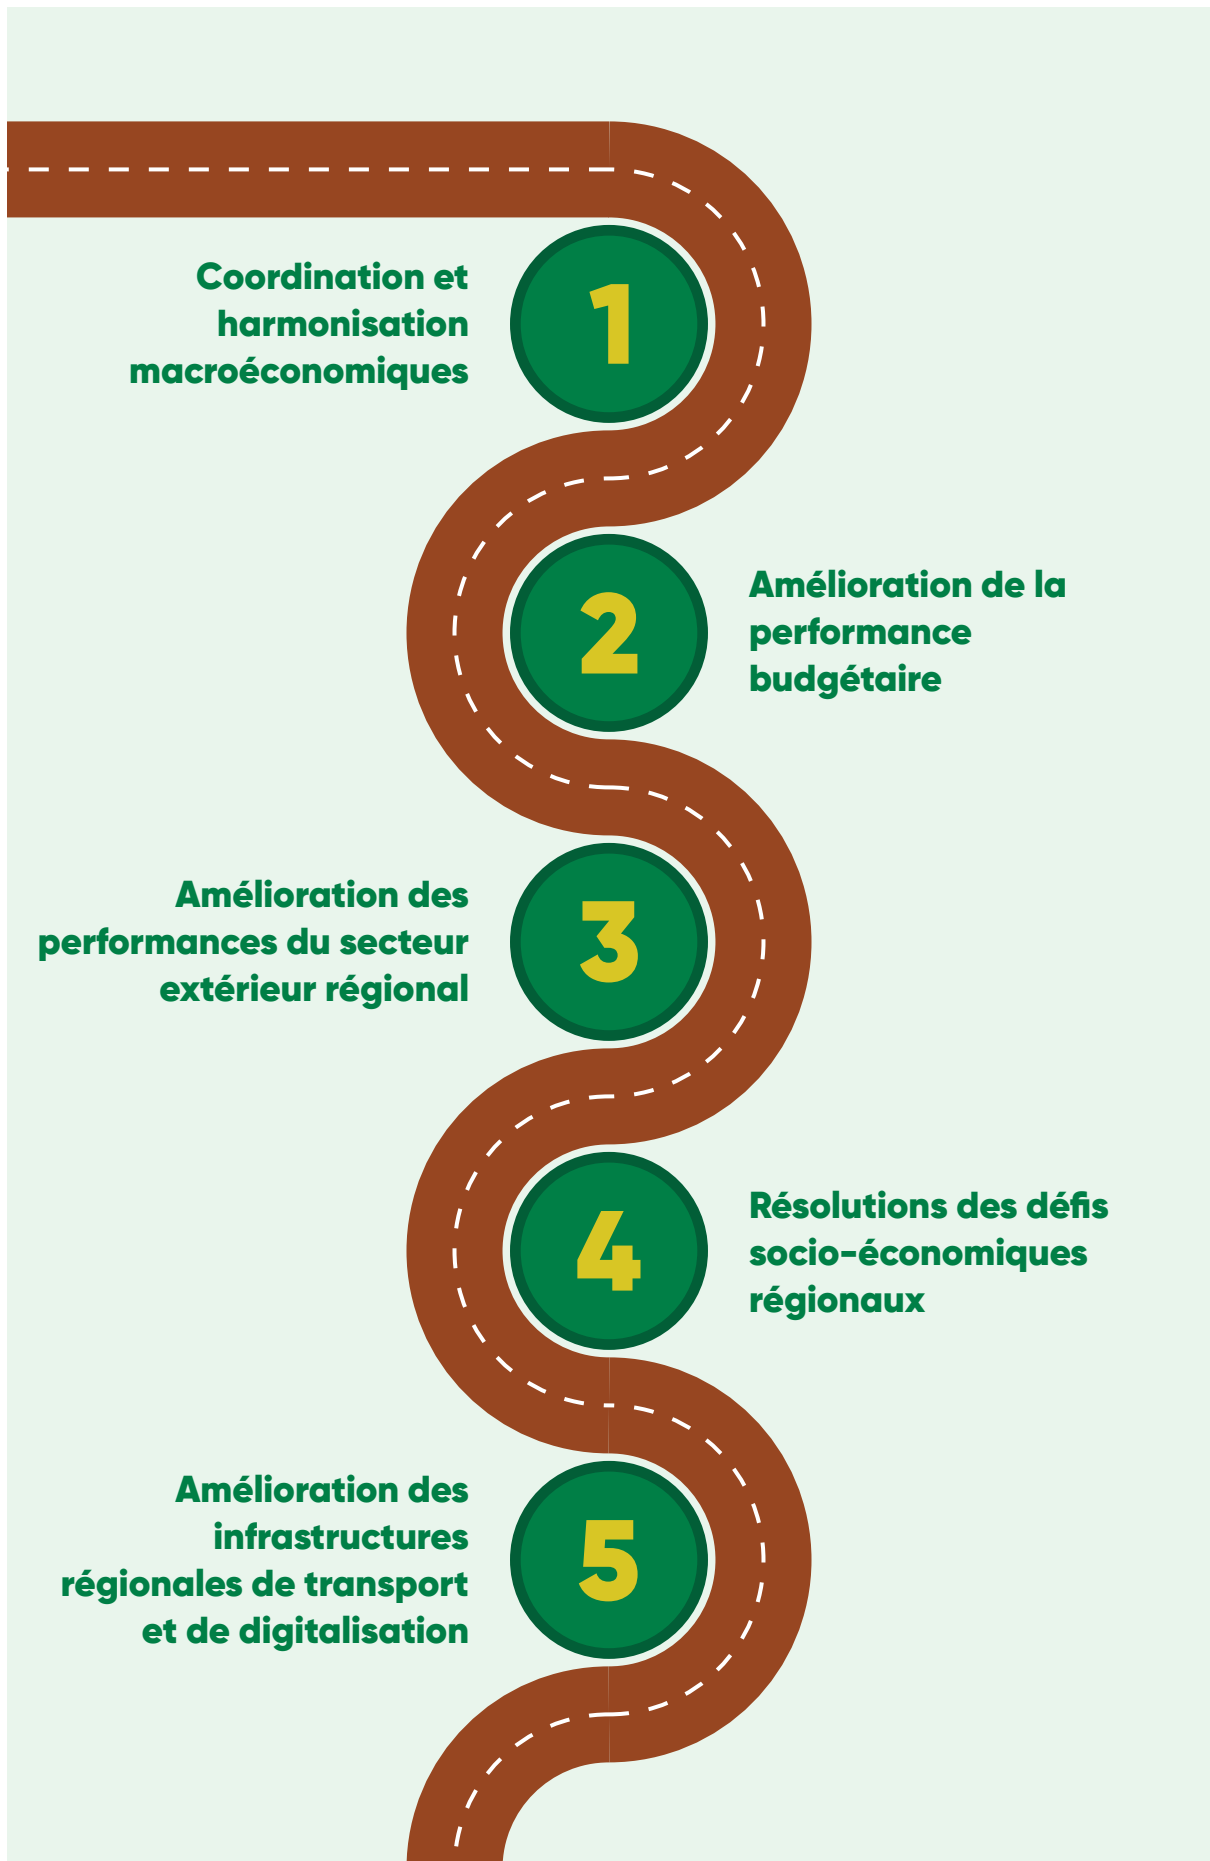 1
Coordination et
harmonisation
macroéconomiques
2
Amélioration de la
performance
budgétaire
3
Amélioration des
performances du secteur
extérieur régional
4
Résolutions des défis
socio-économiques
régionaux
5
Amélioration des
infrastructures
régionales de transport
et de digitalisation